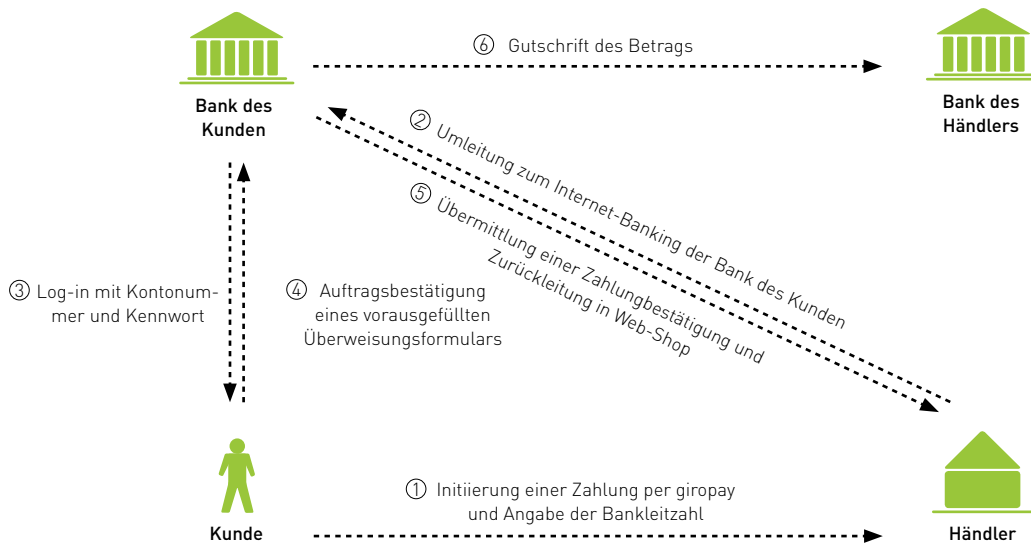 ⑥ Gutschrift des Betrags
Bank des
Kunden
Bank des
Händlers
② Umleitung zum Internet-Banking der Bank des Kunden
⑤ Übermittlung einer Zahlungbestätigung und
Zurückleitung in Web-Shop
③ Log-in mit Kontonum-
mer und Kennwort
④ Auftragsbestätigung
eines vorausgefüllten
Überweisungsformulars
① Initiierung einer Zahlung per giropay
und Angabe der Bankleitzahl
Kunde
Händler